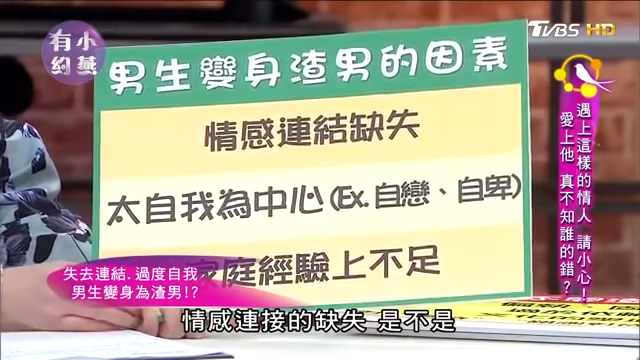 小燕
有約
TVBS HD
男生變身渣男的因素
情感連結缺失
太自我為中心(Ex.自戀、自卑)
家庭經驗上不足
遇上這樣的情人 請小心!
愛上他 真不知誰的錯?
失去連結.過度自我
男生變身為渣男!?
情感連接的缺失 是不是